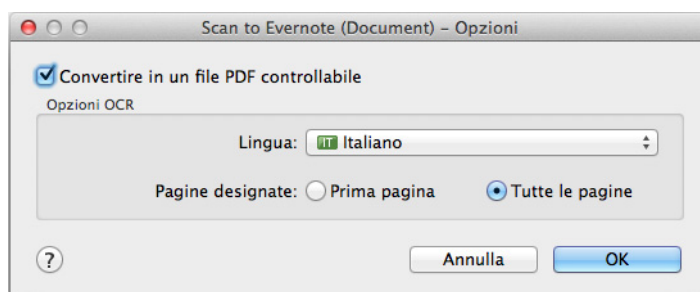 Scan to Evernote (Document) – Opzioni
Convertire in un file PDF controllabile
Opzioni OCR
Lingua: IT Italiano
Pagine designate: Prima pagina Tutte le pagine
? Annulla OK